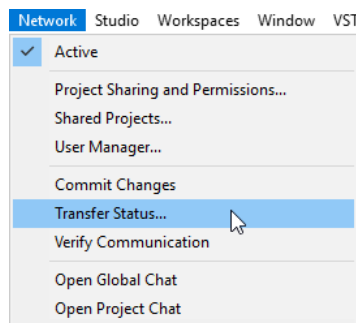 Network Studio Workspaces Window VST
Active
Project Sharing and Permissions...
Shared Projects...
User Manager...
Commit Changes
Transfer Status...
Verify Communication
Open Global Chat
Open Project Chat